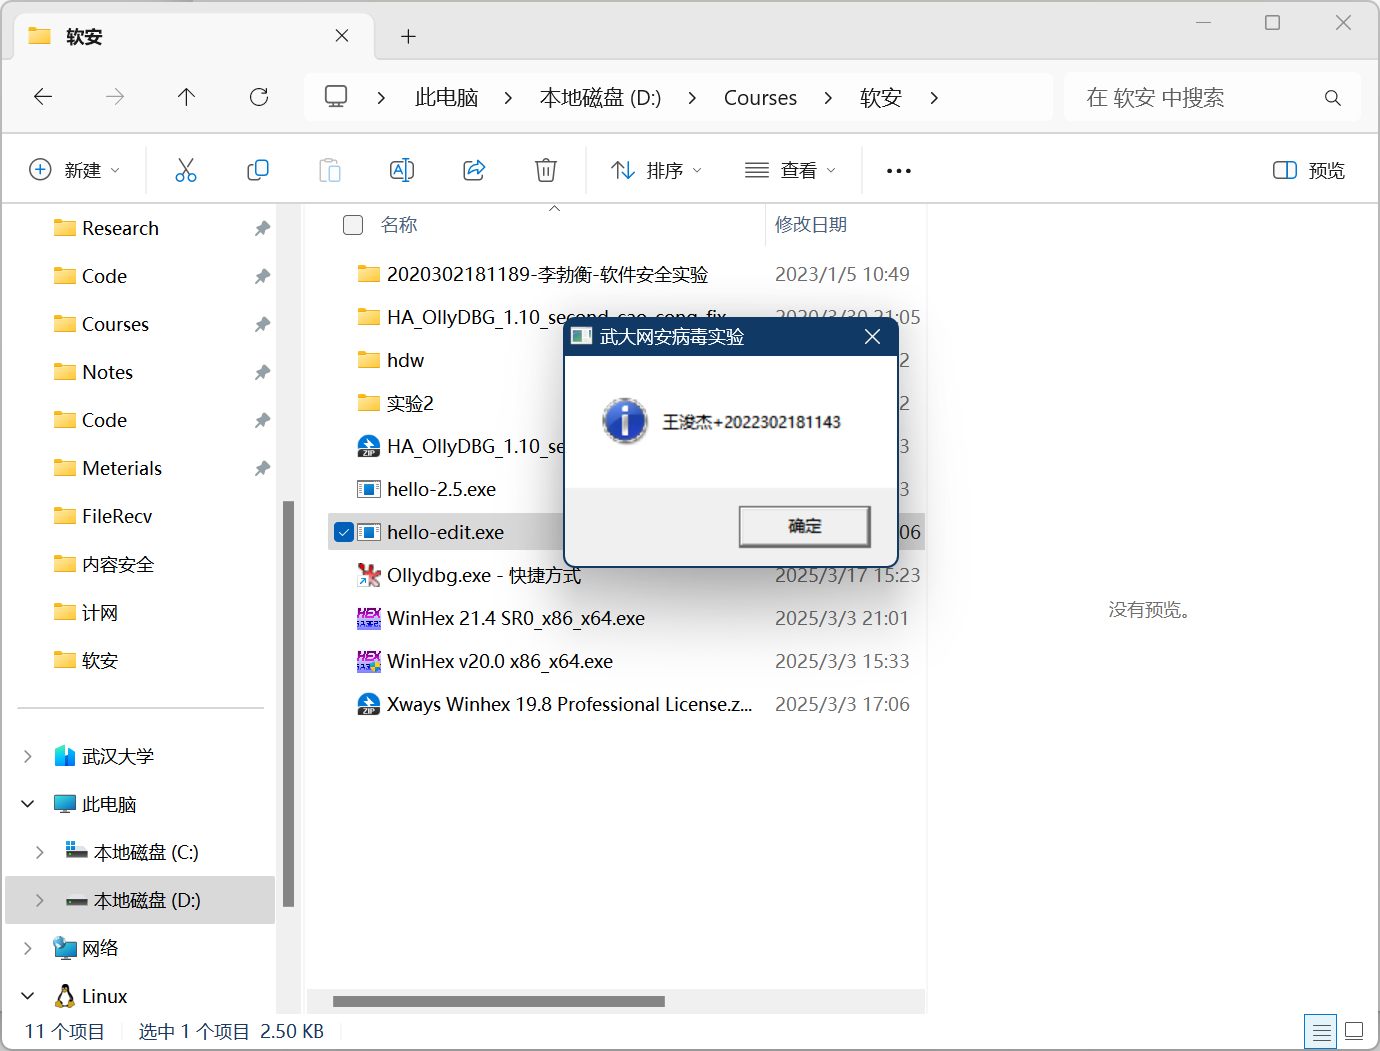 软安
此电脑
本地磁盘 (D:)
Courses
软安
在 软安 中搜索
新建
排序
查看
预览
Research
Code
Courses
Notes
Code
Meterials
FileRecv
内容安全
计网
软安
武汉大学
此电脑
本地磁盘 (C:)
本地磁盘 (D:)
网络
Linux
名称
修改日期
2020302181189-李勃衡-软件安全实验
2023/1/5 10:49
HA_OllyDBG_1.10_second_cao_cong_fix
2020/3/30 21:05
hdw
2
实验2
2
HA_OllyDBG_1.10_se
3
hello-2.5.exe
3
hello-edit.exe
06
Ollydbg.exe - 快捷方式
2025/3/17 15:23
WinHex 21.4 SR0_x86_x64.exe
2025/3/3 21:01
WinHex v20.0 x86_x64.exe
2025/3/3 15:33
Xways Winhex 19.8 Professional License.z...
2025/3/3 17:06
武大网安病毒实验
王浚杰+2022302181143
确定
没有预览。
11 个项目
选中 1 个项目 2.50 KB